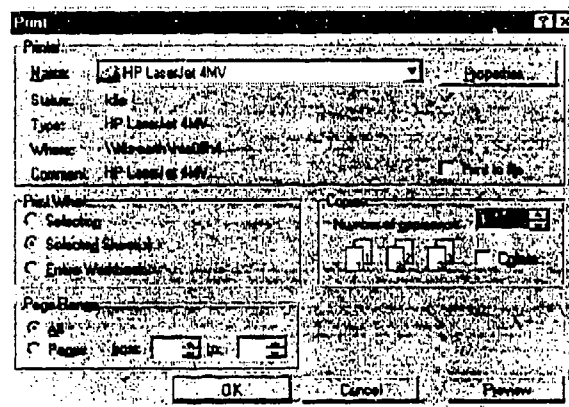 Print
Printer
Name: HP LaserJet 4MV Properties...
Status: Idle
Type: HP LaserJet 4MV
Where:
Comment: HP LaserJet 4MV Print to file
Print What Copies
Selection Number of copies:
Selected Sheet(s)
Entire Workbook Collate
Page Range
All
Pages from: to:
OK Cancel Preview